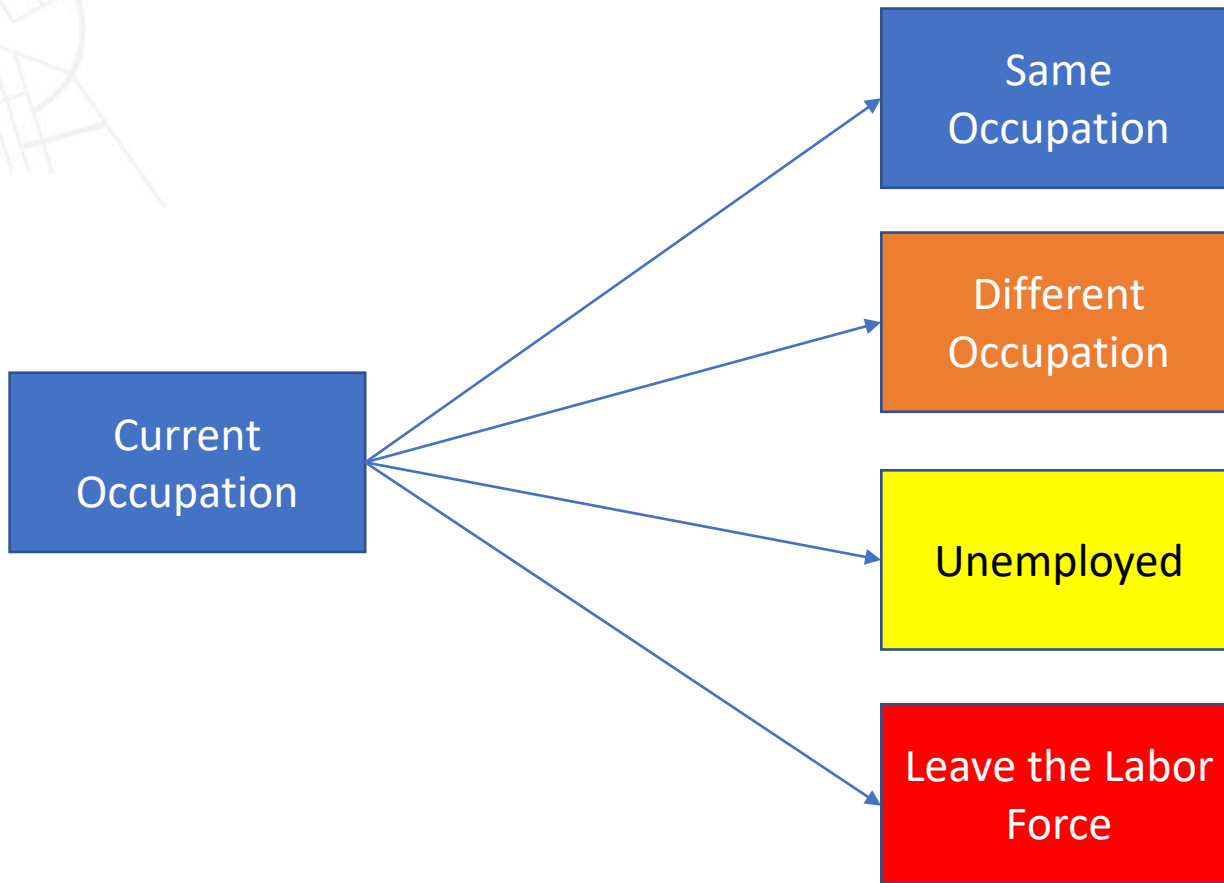 Same
Occupation
Different
Occupation
Current
Occupation
Unemployed
Leave the Labor
Force